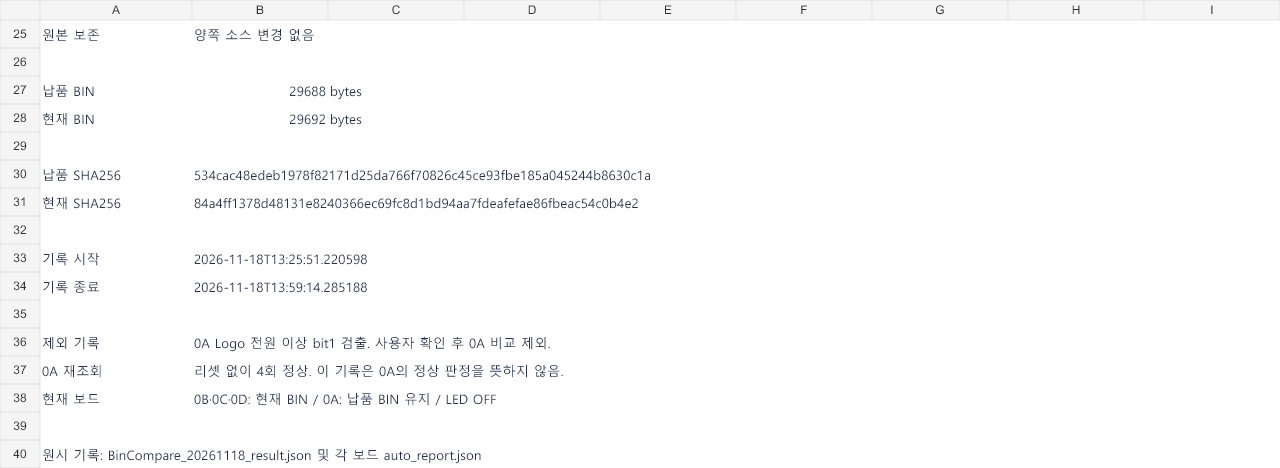 A B C D E F G H I
25 원본 보존 양쪽 소스 변경 없음
26
27 납품 BIN 29688 bytes
28 현재 BIN 29692 bytes
29
30 납품 SHA256 534cac48edeb1978f82171d25da766f70826c45ce93fbe185a045244b8630c1a
31 현재 SHA256 84a4ff1378d48131e8240366ec69fc8d1bd94aa7fdeafefae86fbeac54c0b4e2
32
33 기록 시작 2026-11-18T13:25:51.220598
34 기록 종료 2026-11-18T13:59:14.285188
35
36 제외 기록 0A Logo 전원 이상 bit1 검출. 사용자 확인 후 0A 비교 제외.
37 0A 재조회 리셋 없이 4회 정상. 이 기록은 0A의 정상 판정을 뜻하지 않음.
38 현재 보드 0B·0C·0D: 현재 BIN / 0A: 납품 BIN 유지 / LED OFF
39
40 원시 기록: BinCompare_20261118_result.json 및 각 보드 auto_report.json